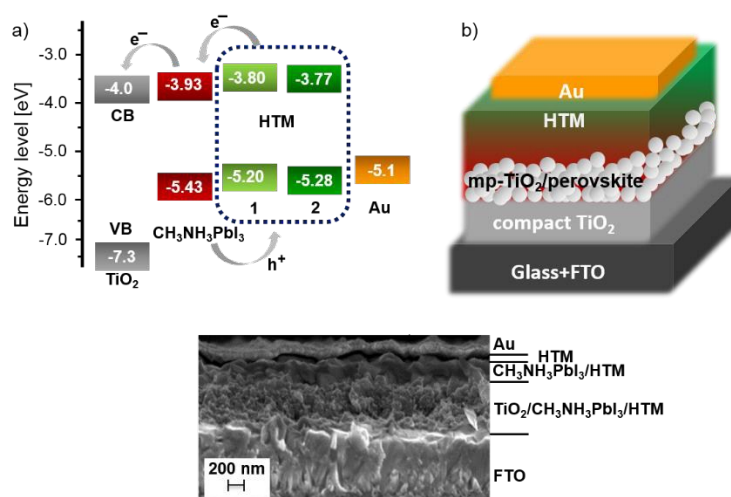 a)
e⁻
e⁻
Energy level [eV]
-3.0
-4.0
-5.0
-6.0
-7.0
-4.0
CB
-3.93
-3.80
-3.77
HTM
-5.43
-5.20
-5.28
-5.1
1
2
Au
VB
CH₃NH₃PbI₃
-7.3
TiO₂
h⁺
b)
Au
HTM
mp-TiO₂/perovskite
compact TiO₂
Glass+FTO
Au
HTM
CH₃NH₃PbI₃/HTM
TiO₂/CH₃NH₃PbI₃/HTM
FTO
200 nm